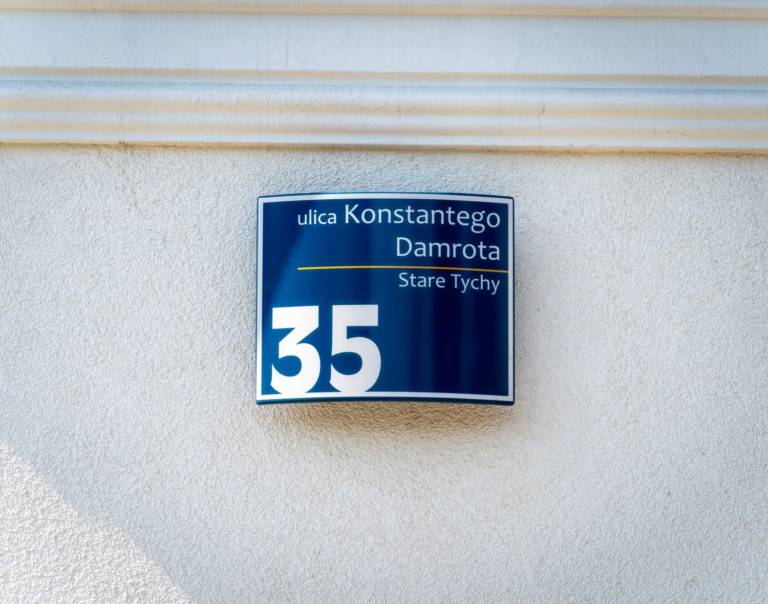 ulica Konstantego
Damrota
Stare Tychy
35